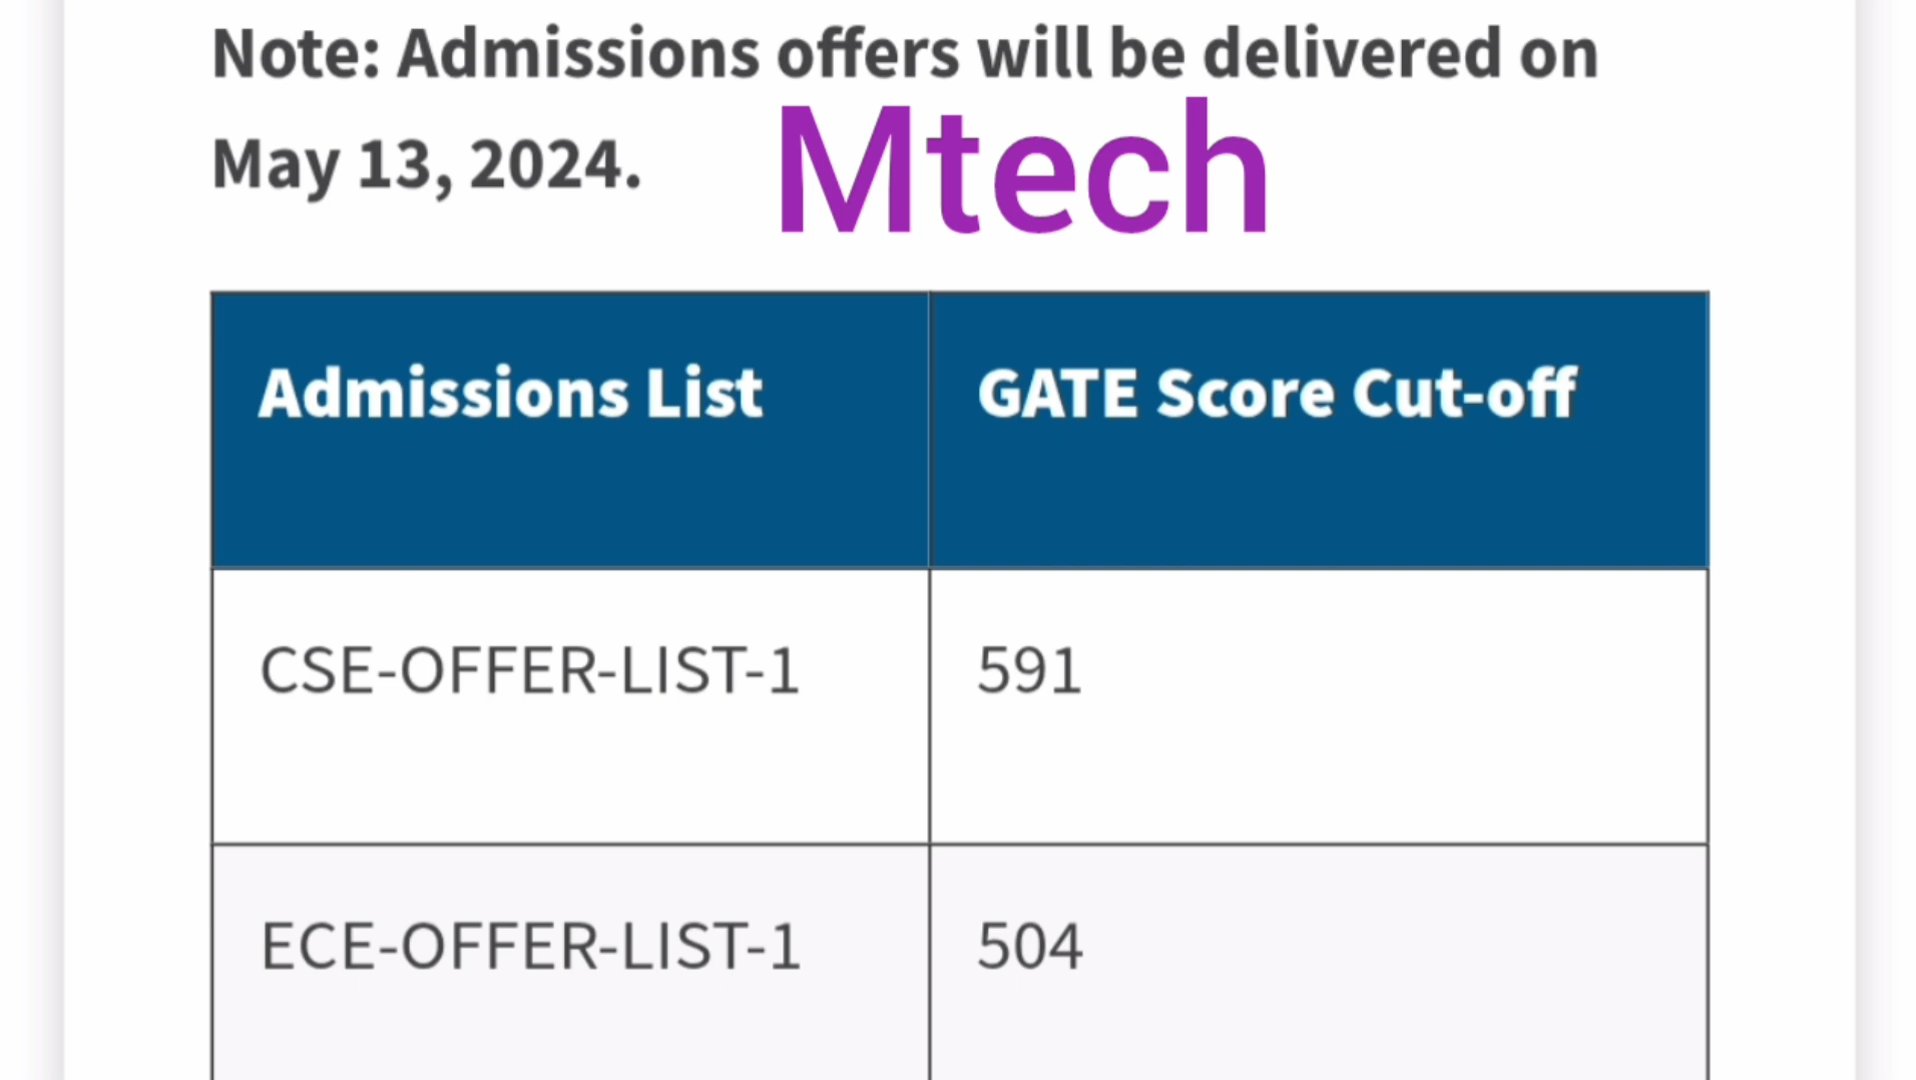 Note: Admissions offers will be delivered on
May 13, 2024.
Mtech
Admissions List
GATE Score Cut-off
CSE-OFFER-LIST-1
591
ECE-OFFER-LIST-1
504